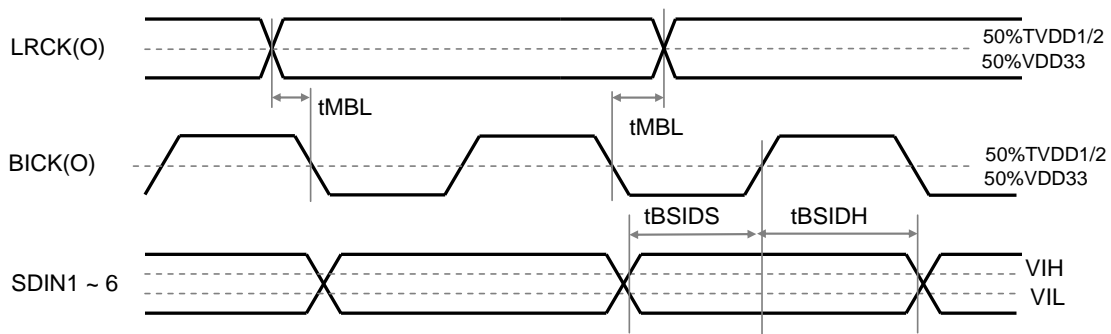 LRCK(O)
50%TVDD1/2
50%VDD33
tMBL
tMBL
BICK(O)
50%TVDD1/2
50%VDD33
tBSIDS
tBSIDH
SDIN1 ~ 6
VIH
VIL